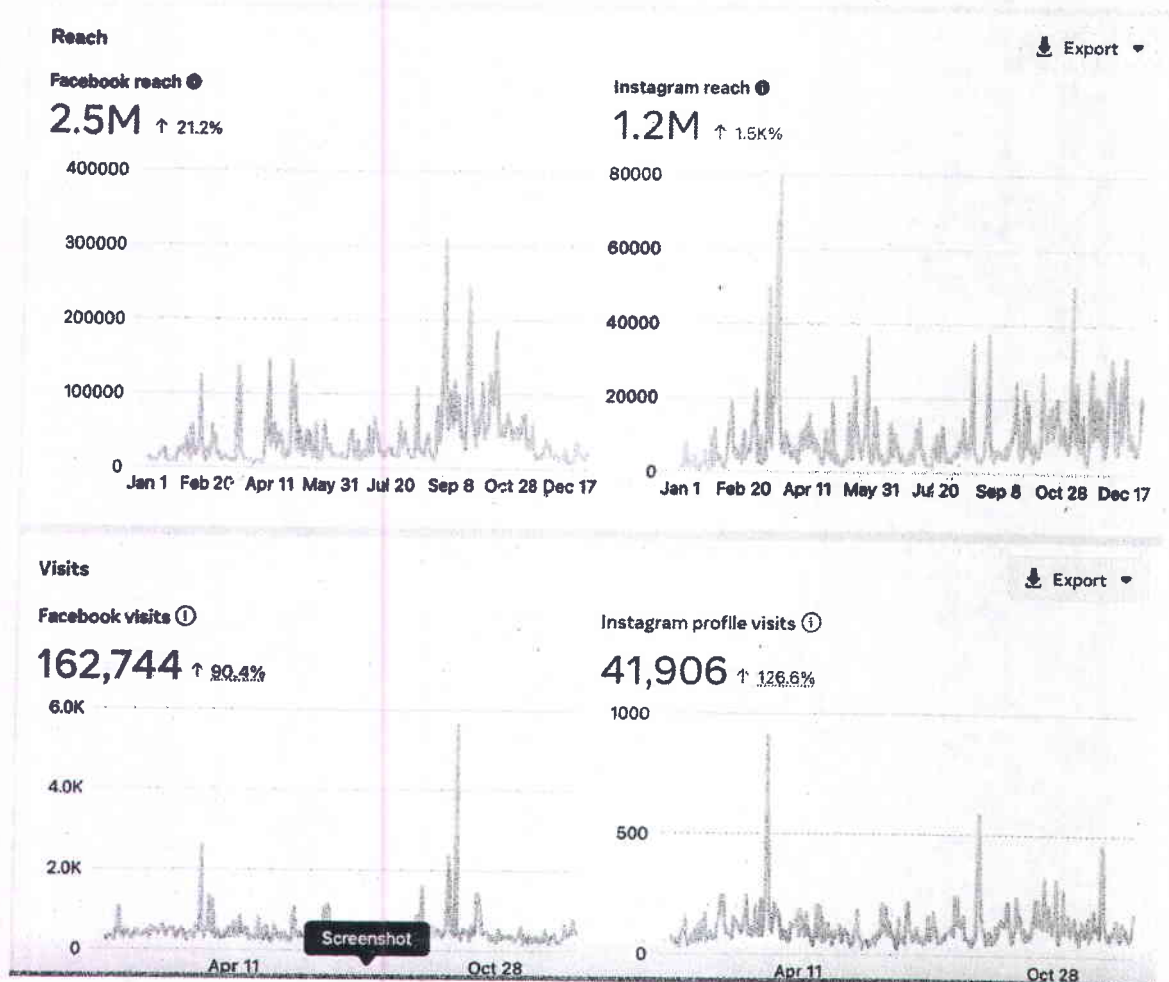 Reach
Export
Facebook reach
2.5M ↑ 21.2%
400000
300000
200000
100000
0
Jan 1 Feb 20 Apr 11 May 31 Jul 20 Sep 8 Oct 28 Dec 17
Instagram reach
1.2M ↑ 1.5K%
80000
60000
40000
20000
0
Jan 1 Feb 20 Apr 11 May 31 Jul 20 Sep 8 Oct 28 Dec 17
Visits
Export
Facebook visits
162,744 ↑ 90.4%
6.0K
4.0K
2.0K
0
Apr 11 Oct 28
Screenshot
Instagram profile visits
41,906 ↑ 126.6%
1000
500
0
Apr 11 Oct 28